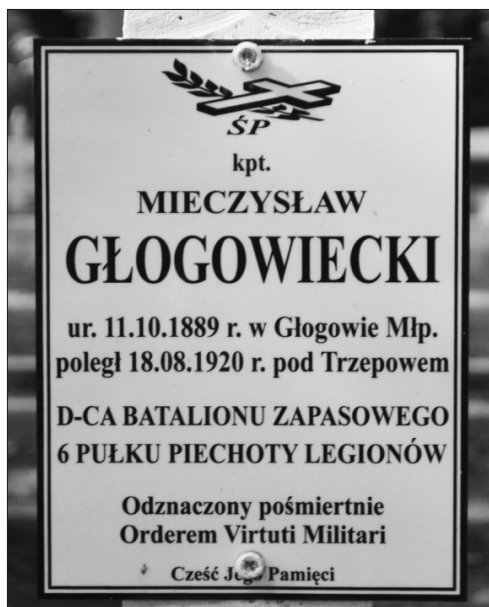 ŚP
kpt.
MIECZYSŁAW
GŁOGOWIECKI
ur. 11.10.1889 r. w Głogowie Młp.
poległ 18.08.1920 r. pod Trzepowem
D-CA BATALIONU ZAPASOWEGO
6 PUŁKU PIECHOTY LEGIONÓW
Odznaczony pośmiertnie
Orderem Virtuti Militari
Cześć Jego Pamięci